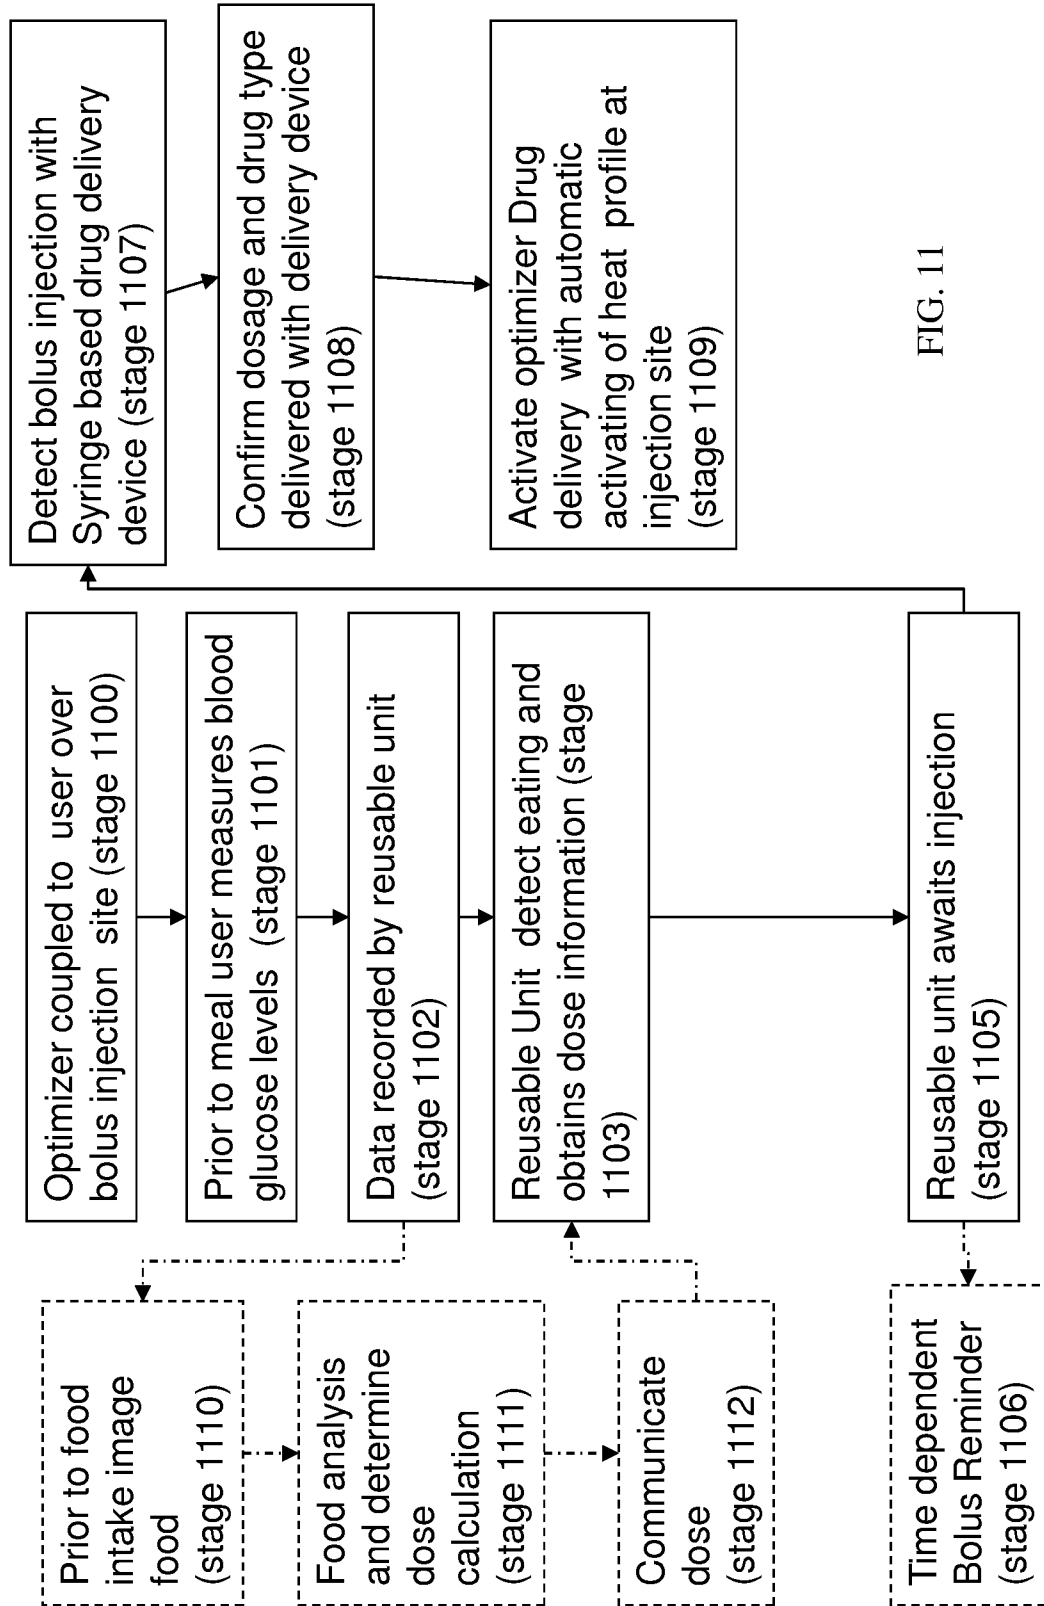 Optimizer coupled to user over
bolus injection site (stage 1100)
Prior to meal user measures blood
glucose levels (stage 1101)
Data recorded by reusable unit
(stage 1102)
Reusable Unit detect eating and
obtains dose information (stage
1103)
Reusable unit awaits injection
(stage 1105)
Prior to food
intake image
food
(stage 1110)
Food analysis
and determine
dose
calculation
(stage 1111)
Communicate
dose
(stage 1112)
Time dependent
Bolus Reminder
(stage 1106)
Detect bolus injection with
Syringe based drug delivery
device (stage 1107)
Confirm dosage and drug type
delivered with delivery device
(stage 1108)
Activate optimizer Drug
delivery with automatic
activating of heat profile at
injection site
(stage 1109)
FIG. 11